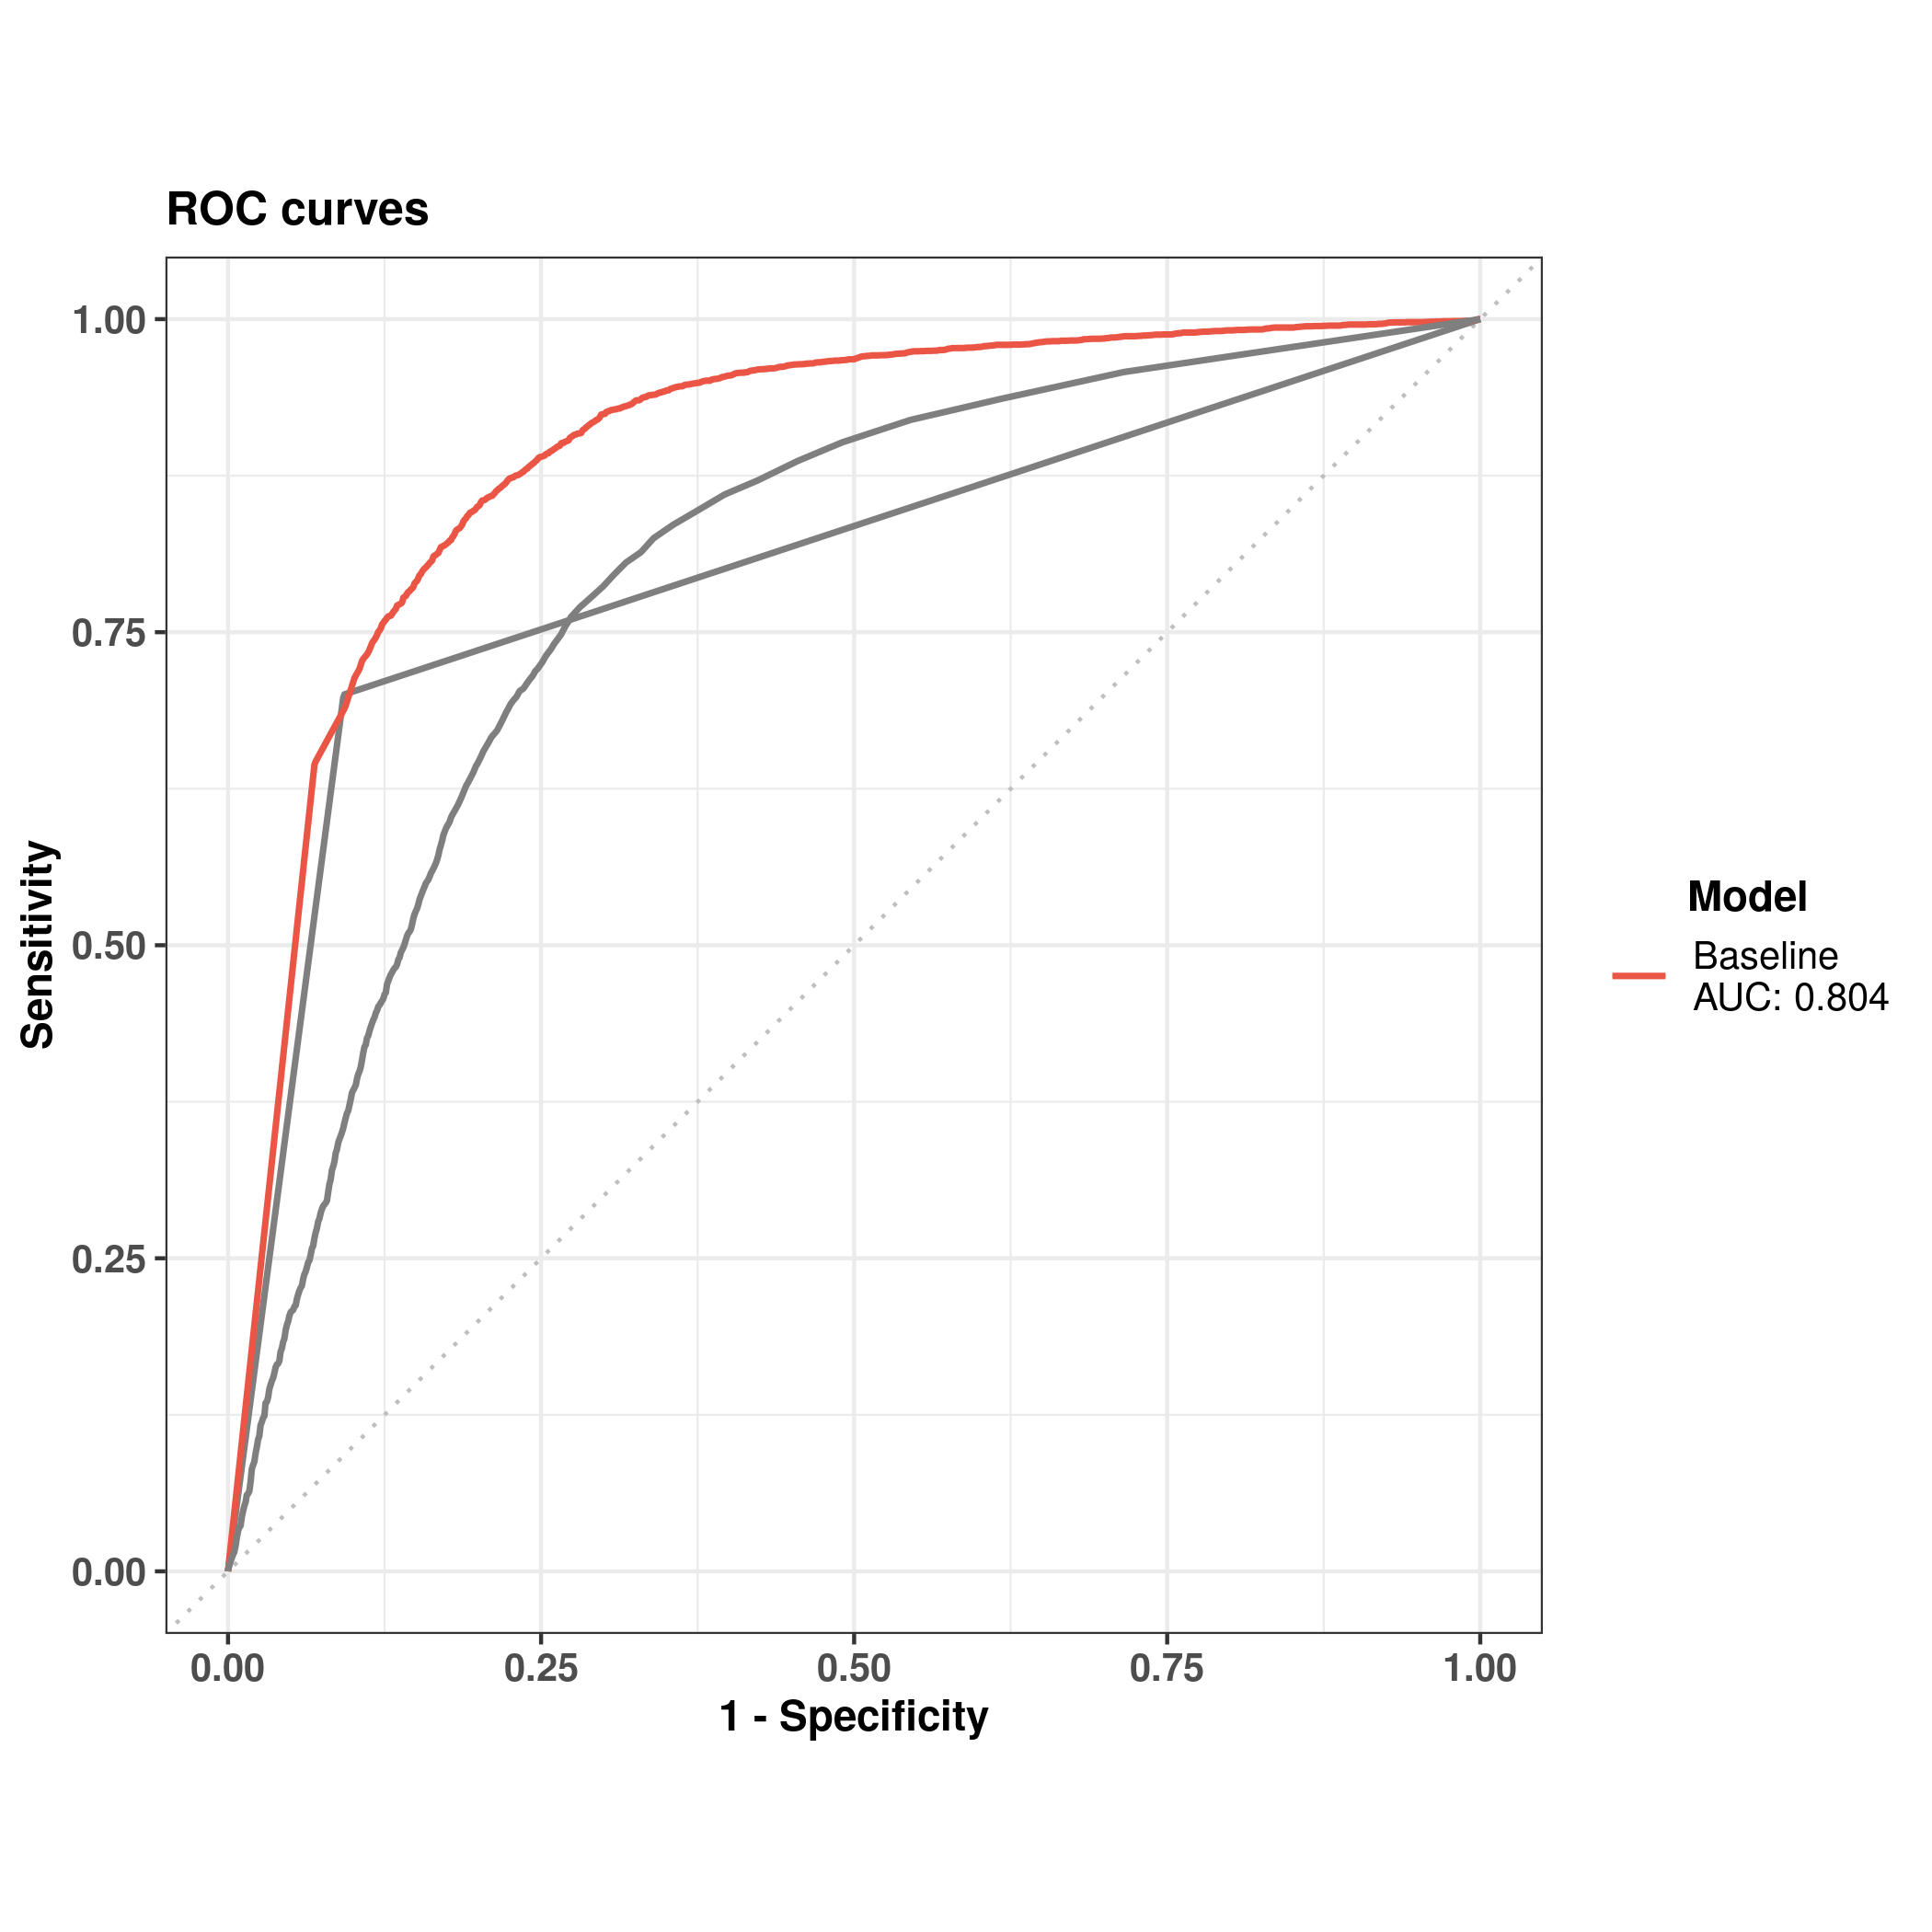 ROC curves
1.00
0.75
0.50
0.25
0.00
Sensitivity
0.00 0.25 0.50 0.75 1.00
1 - Specificity
Model
Baseline
AUC: 0.804